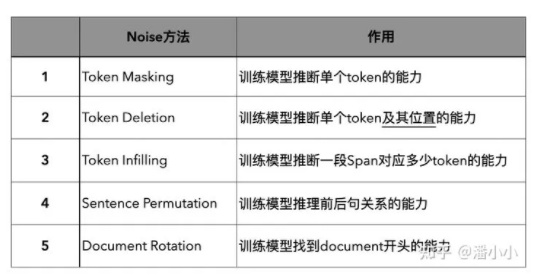 Noise方法 作用
1 Token Masking 训练模型推断单个token的能力
2 Token Deletion 训练模型推断单个token及其位置的能力
3 Token Infilling 训练模型推断一段Span对应多少token的能力
4 Sentence Permutation 训练模型推理前后句关系的能力
5 Document Rotation 训练模型找到document开头的能力
知乎 @潘小小